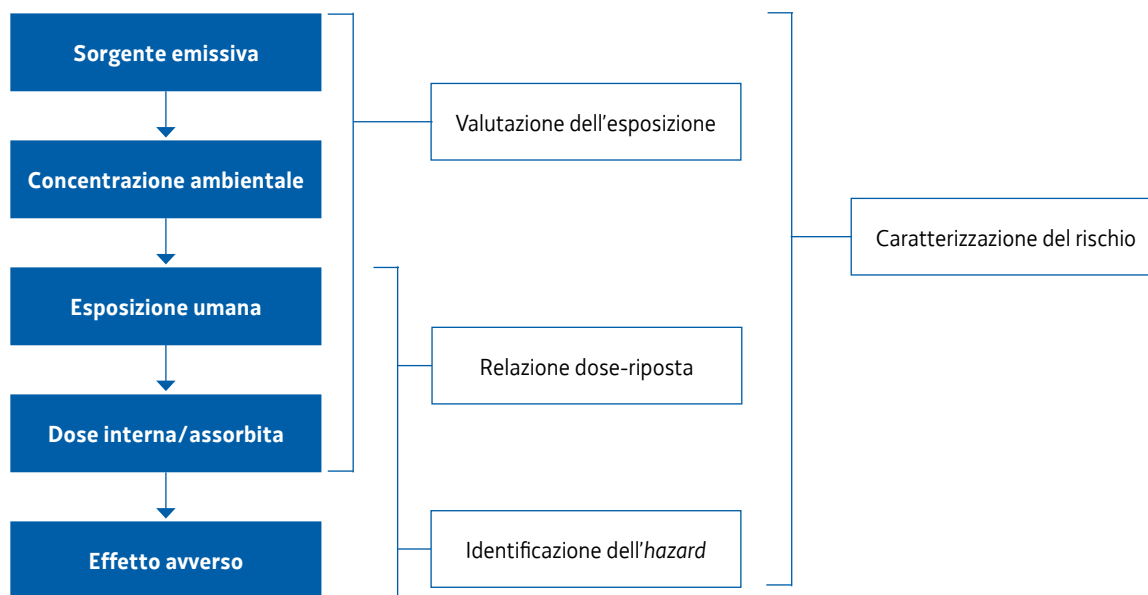 Sorgente emissiva
Concentrazione ambientale
Esposizione umana
Dose interna/assorbita
Effetto avverso
Valutazione dell’esposizione
Relazione dose-riposta
Identificazione dell’hazard
Caratterizzazione del rischio